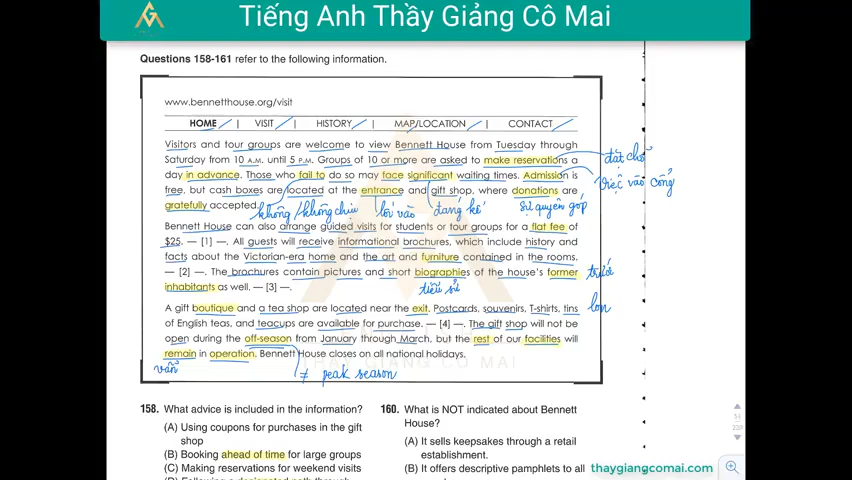 Tiếng Anh Thầy Giảng Cô Mai
Questions 158-161 refer to the following information.
www.bennetthouse.org/visit
HOME | VISIT | HISTORY | MAP/LOCATION | CONTACT
Visitors and tour groups are welcome to view Bennett House from Tuesday through
Saturday from 10 A.M. until 5 P.M. Groups of 10 or more are asked to make reservations a
đặt chỗ
day in advance. Those who fail to do so may face significant waiting times. Admission is
việc vào cổng
free, but cash boxes are located at the entrance and gift shop, where donations are
gratefully accepted.
không/không chịu
lối vào
đáng kể
sự quyên góp
Bennett House can also arrange guided visits for students or tour groups for a flat fee of
$25. — [1] —. All guests will receive informational brochures, which include history and
facts about the Victorian-era home and the art and furniture contained in the rooms.
— [2] —. The brochures contain pictures and short biographies of the house's former
trước
inhabitants as well. — [3] —.
tiểu sử
A gift boutique and a tea shop are located near the exit. Postcards, souvenirs, T-shirts, tins
lon
of English teas, and teacups are available for purchase. — [4] —. The gift shop will not be
open during the off-season from January through March, but the rest of our facilities will
remain in operation. Bennett House closes on all national holidays.
THẦY GIẢNG CÔ MAI
vẫn
≠ peak season
158. What advice is included in the information?
(A) Using coupons for purchases in the gift
shop
(B) Booking ahead of time for large groups
(C) Making reservations for weekend visits
(D) Following a designated path through
160. What is NOT indicated about Bennett
House?
(A) It sells keepsakes through a retail
establishment.
(B) It offers descriptive pamphlets to all
thaygiangcomai.com